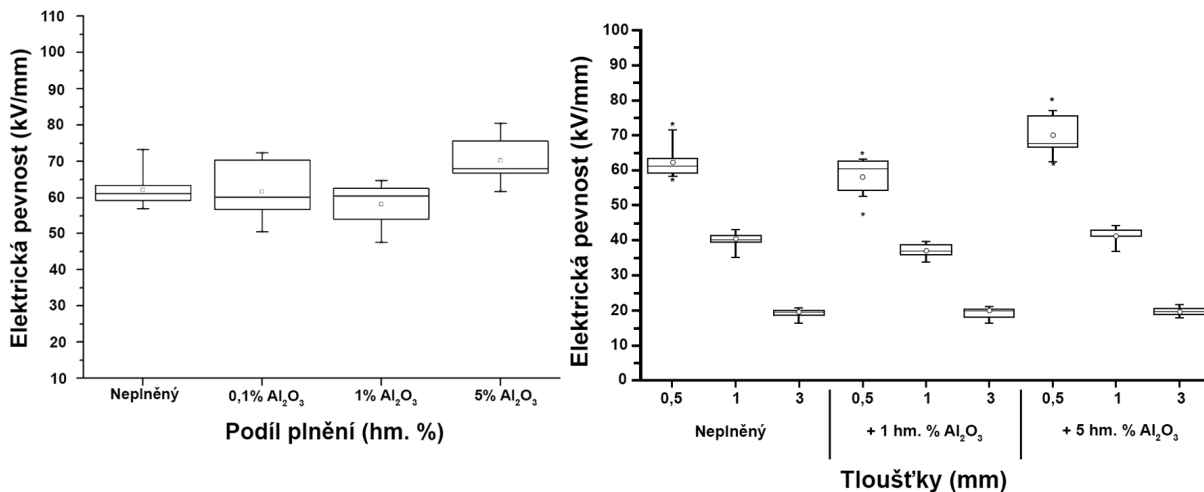 Elektrická pevnost (kV/mm)
110
100
90
80
70
60
50
40
30
20
10
Neplněný
0,1% Al₂O₃
1% Al₂O₃
5% Al₂O₃
Podíl plnění (hm. %)
Elektrická pevnost (kV/mm)
100
90
80
70
60
50
40
30
20
10
0
0,5 1 3 0,5 1 3 0,5 1 3
Neplněný
+ 1 hm. % Al₂O₃
+ 5 hm. % Al₂O₃
Tloušťky (mm)